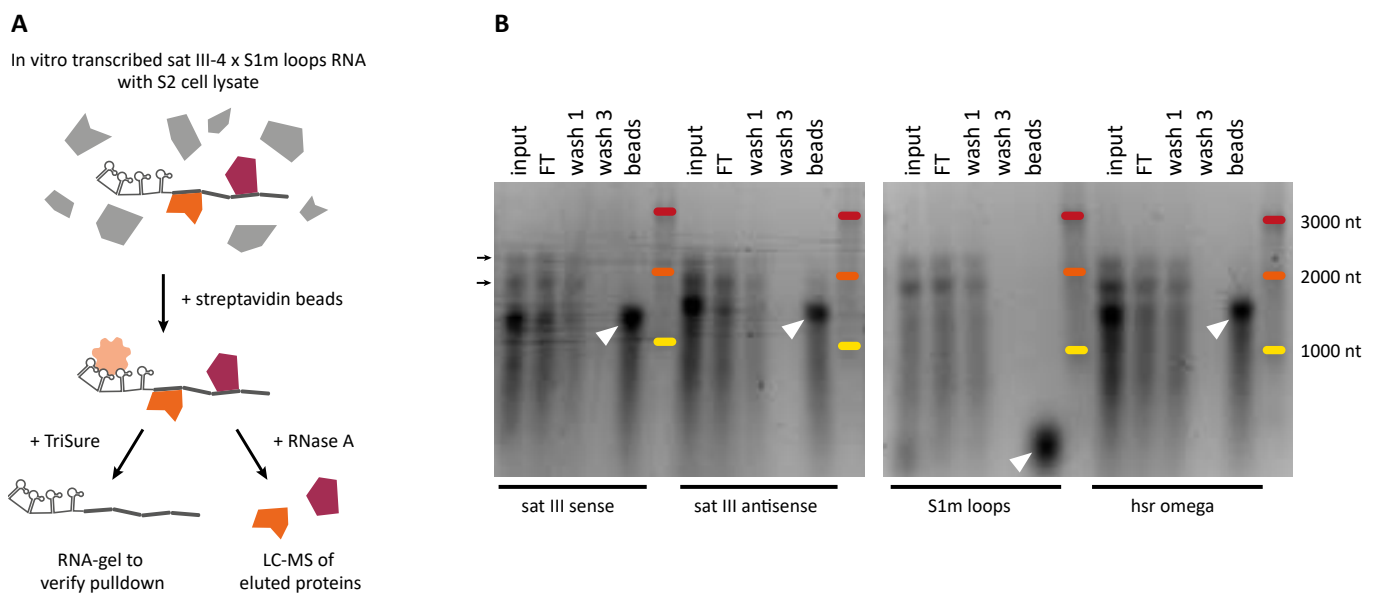 A
In vitro transcribed sat III-4 x S1m loops RNA
with S2 cell lysate
+ streptavidin beads
+ TriSure
+ RNase A
RNA-gel to
verify pulldown
LC-MS of
eluted proteins
B
input
FT
wash 1
wash 3
beads
input
FT
wash 1
wash 3
beads
input
FT
wash 1
wash 3
beads
input
FT
wash 1
wash 3
beads
3000 nt
2000 nt
1000 nt
sat III sense
sat III antisense
S1m loops
hsr omega